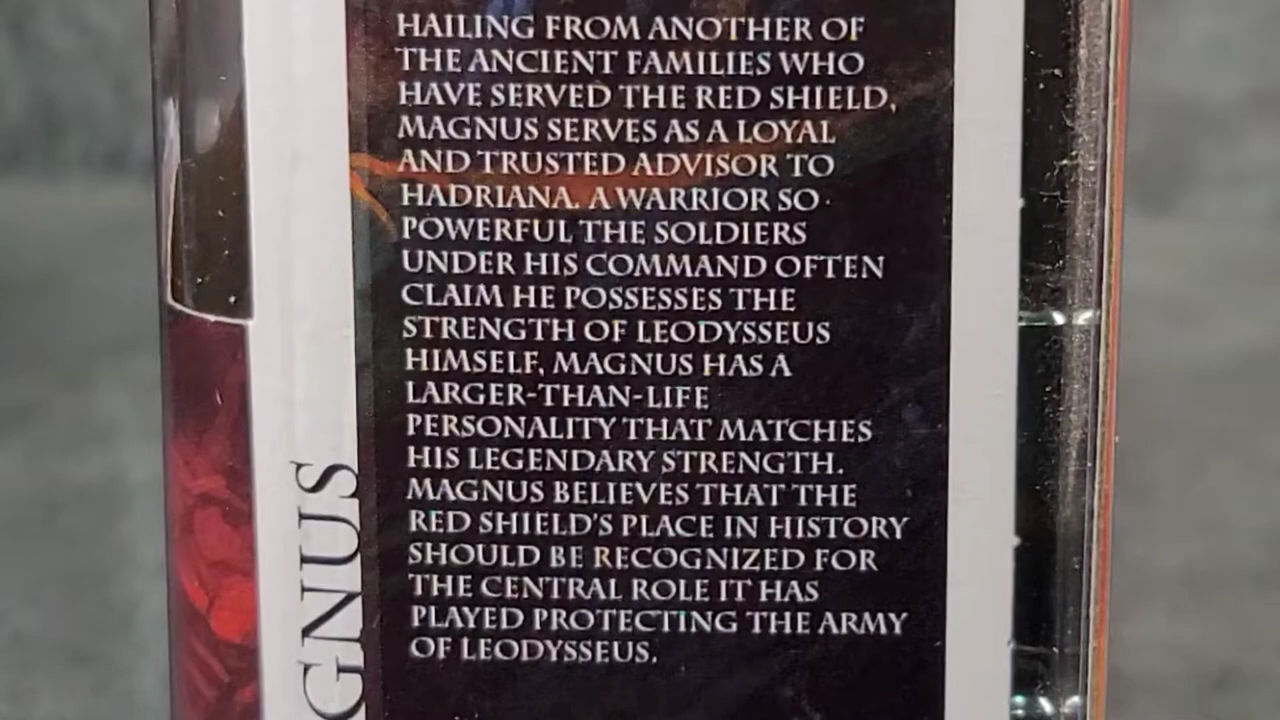 HAILING FROM ANOTHER OF
THE ANCIENT FAMILIES WHO
HAVE SERVED THE RED SHIELD,
MAGNUS SERVES AS A LOYAL
AND TRUSTED ADVISOR TO
HADRIANA. A WARRIOR SO
POWERFUL THE SOLDIERS
UNDER HIS COMMAND OFTEN
CLAIM HE POSSESSES THE
STRENGTH OF LEODYSSEUS
HIMSELF, MAGNUS HAS A
LARGER-THAN-LIFE
PERSONALITY THAT MATCHES
HIS LEGENDARY STRENGTH.
MAGNUS BELIEVES THAT THE
RED SHIELD'S PLACE IN HISTORY
SHOULD BE RECOGNIZED FOR
THE CENTRAL ROLE IT HAS
PLAYED PROTECTING THE ARMY
OF LEODYSSEUS.
GNUS